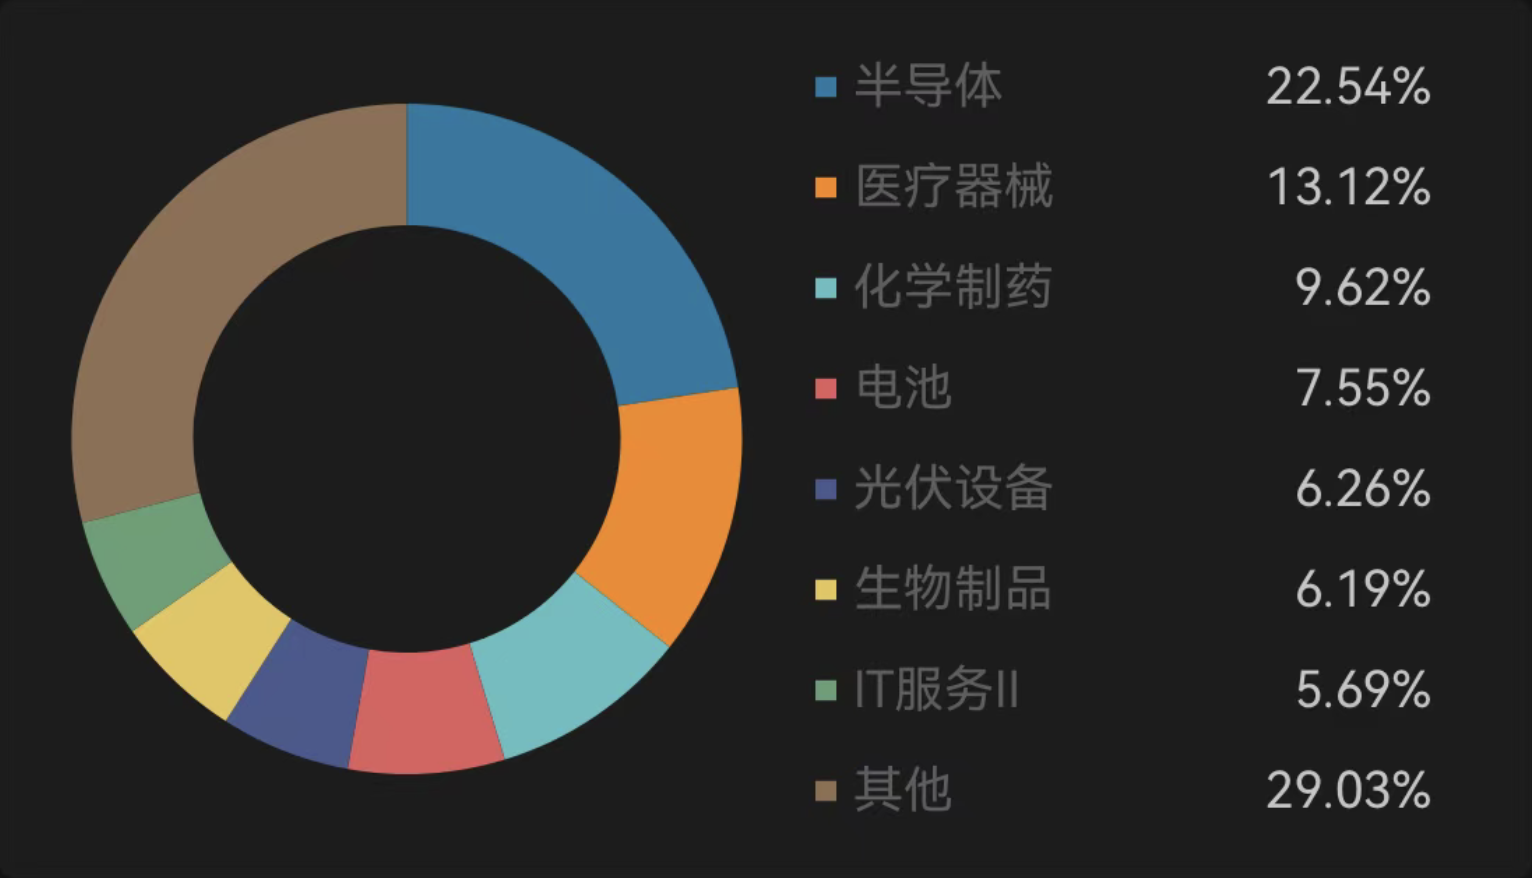 半导体 22.54%
医疗器械 13.12%
化学制药 9.62%
电池 7.55%
光伏设备 6.26%
生物制品 6.19%
IT服务II 5.69%
其他 29.03%